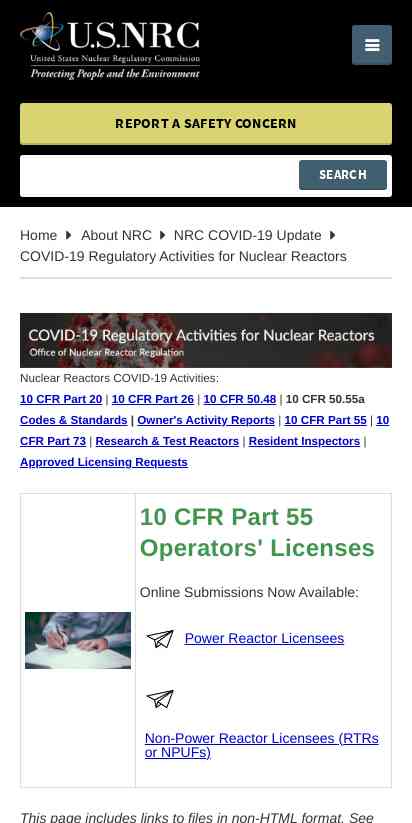 U.S.NRC
United States Nuclear Regulatory Commission
Protecting People and the Environment
REPORT A SAFETY CONCERN
SEARCH
Home About NRC NRC COVID-19 Update
COVID-19 Regulatory Activities for Nuclear Reactors
COVID-19 Regulatory Activities for Nuclear Reactors
Office of Nuclear Reactor Regulation
Nuclear Reactors COVID-19 Activities:
10 CFR Part 20 | 10 CFR Part 26 | 10 CFR 50.48 | 10 CFR 50.55a
Codes & Standards | Owner's Activity Reports | 10 CFR Part 55 | 10
CFR Part 73 | Research & Test Reactors | Resident Inspectors |
Approved Licensing Requests
10 CFR Part 55
Operators' Licenses
Online Submissions Now Available:
Power Reactor Licensees
Non-Power Reactor Licensees (RTRs
or NPUFs)
This page includes links to files in non-HTML format. See